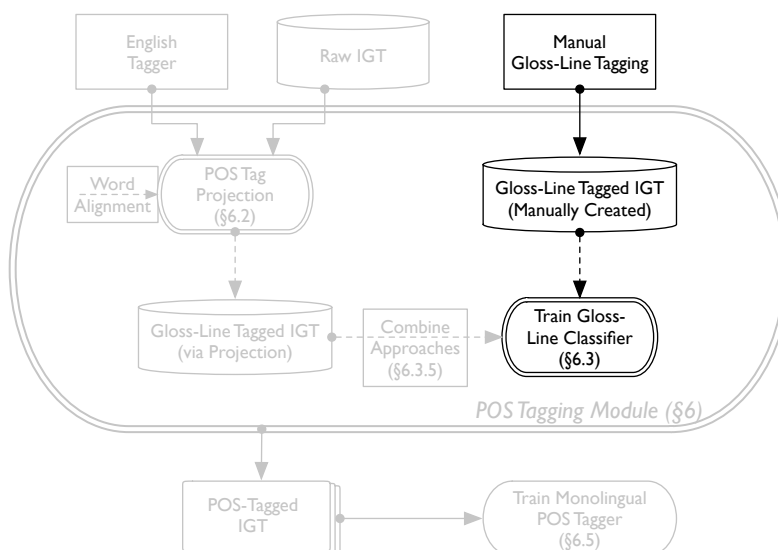 English
Tagger
Raw IGT
Manual
Gloss-Line Tagging
Word
Alignment
POS Tag
Projection
(§6.2)
Gloss-Line Tagged IGT
(Manually Created)
Gloss-Line Tagged IGT
(via Projection)
Combine
Approaches
(§6.3.5)
Train Gloss-
Line Classifier
(§6.3)
POS Tagging Module (§6)
POS-Tagged
IGT
Train Monolingual
POS Tagger
(§6.5)